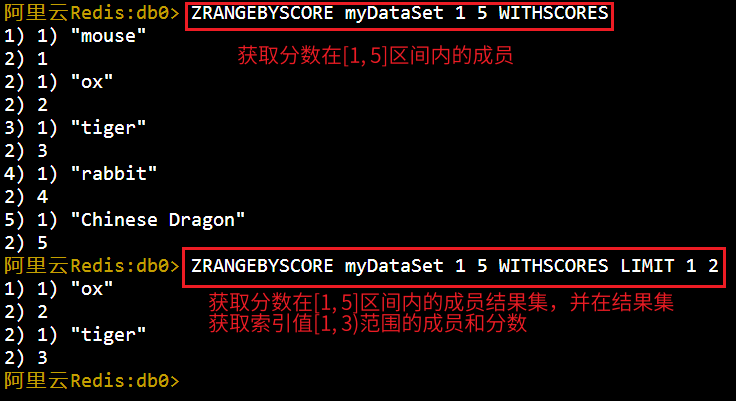 阿里云Redis:db0> ZRANGEBYSCORE myDataSet 1 5 WITHSCORES
1) 1) "mouse"
获取分数在[1, 5]区间内的成员
2) 1
2) 1) "ox"
2) 2
3) 1) "tiger"
2) 3
4) 1) "rabbit"
2) 4
5) 1) "Chinese Dragon"
2) 5
阿里云Redis:db0> ZRANGEBYSCORE myDataSet 1 5 WITHSCORES LIMIT 1 2
1) 1) "ox"
获取分数在[1, 5]区间内的成员结果集，并在结果集
2) 2
获取索引值[1, 3)范围的成员和分数
2) 1) "tiger"
2) 3
阿里云Redis:db0>